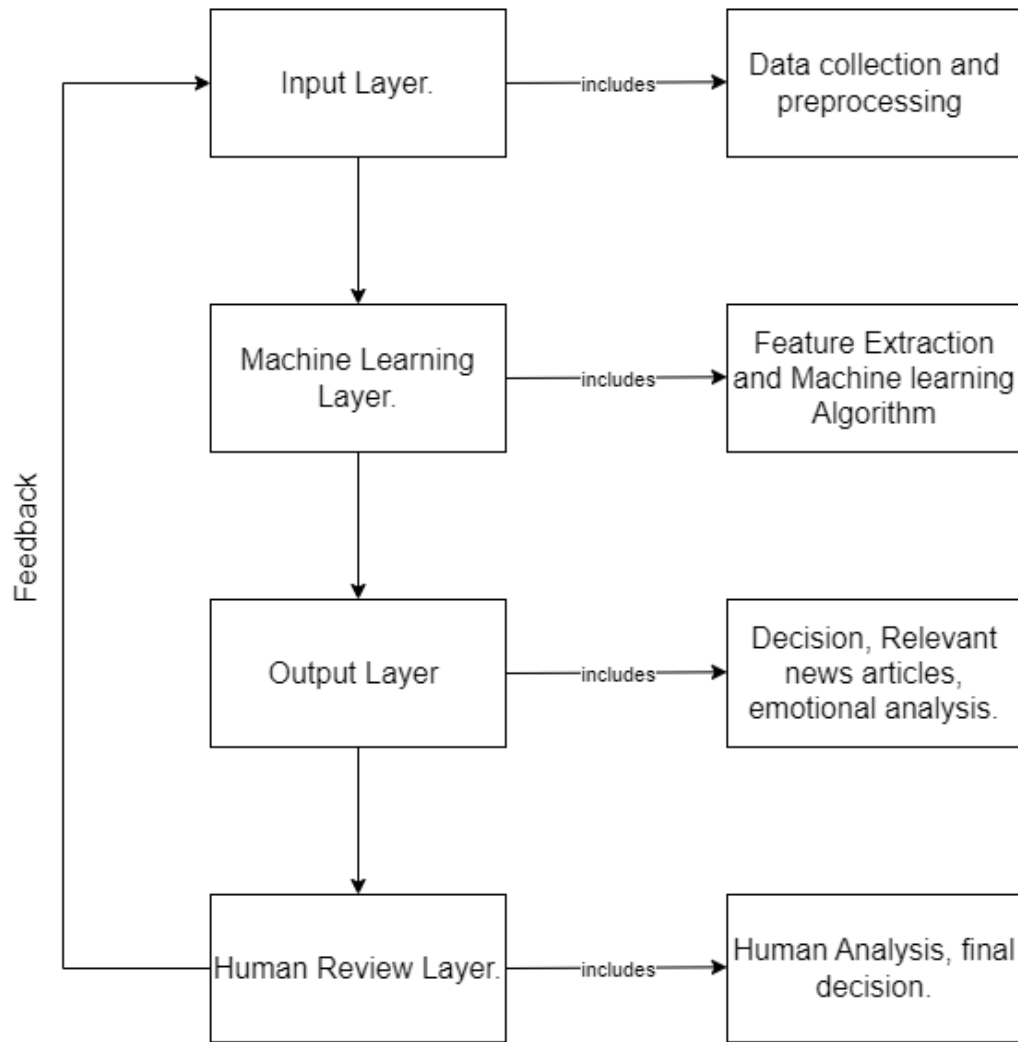 Input Layer.
includes
Data collection and
preprocessing
Machine Learning
Layer.
includes
Feature Extraction
and Machine learning
Algorithm
Feedback
Output Layer
includes
Decision, Relevant
news articles,
emotional analysis.
Human Review Layer.
includes
Human Analysis, final
decision.